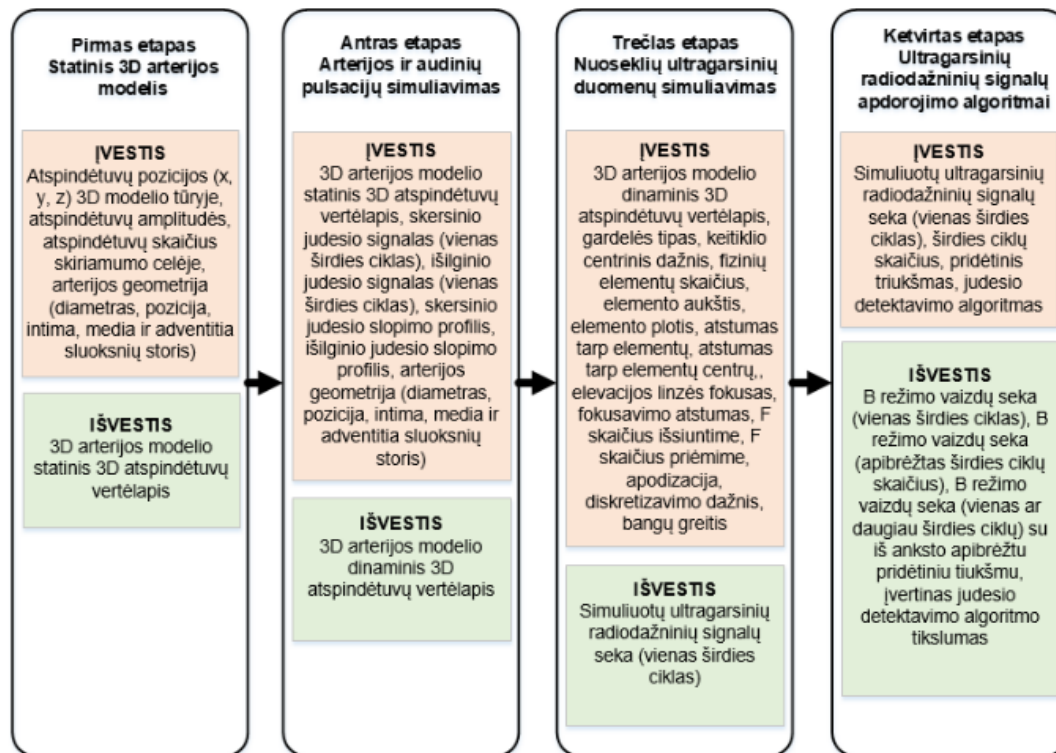 Pirmas etapas
Statinis 3D arterijos
modelis
ĮVESTIS
Atspindėtuvų pozicijos (x,
y, z) 3D modelio tūryje,
atspindėtuvų amplitudės,
atspindėtuvų skaičius
skiriamumo celėje,
arterijos geometrija
(diametras, pozicija,
intima, media ir adventitia
sluoksnių storis)
IŠVESTIS
3D arterijos modelio
statinis 3D atspindėtuvų
vertėlapis
Antras etapas
Arterijos ir audinių
pulsacijų simuliavimas
ĮVESTIS
3D arterijos modelio
statinis 3D atspindėtuvų
vertėlapis, skersinio
judesio signalas (vienas
širdies ciklas), išilginio
judesio signalas (vienas
širdies ciklas), skersinio
judesio slopimo profilis,
išilginio judesio slopimo
profilis, arterijos
geometrija (diametras,
pozicija, intima, media ir
adventitia sluoksnių
storis)
IŠVESTIS
3D arterijos modelio
dinaminis 3D
atspindėtuvų vertėlapis
Trečias etapas
Nuoseklių ultragarsinių
duomenų simuliavimas
ĮVESTIS
3D arterijos modelio
dinaminis 3D
atspindėtuvų vertėlapis,
gardelės tipas, keitiklio
centrinis dažnis, fizinių
elementų skaičius,
elemento aukštis,
elemento plotis, atstumas
tarp elementų, atstumas
tarp elementų centrų,,
elevacijos linzės fokusas,
fokusavimo atstumas, F
skaičius išsiuntime, F
skaičius priėmime,
apodizacija,
diskretizavimo dažnis,
bangų greitis
IŠVESTIS
Simuliuotų ultragarsinių
radiodažninių signalų
seka (vienas širdies
ciklas)
Ketvirtas etapas
Ultragarsinių
radiodažninių signalų
apdorojimo algoritmai
ĮVESTIS
Simuliuotų ultragarsinių
radiodažninių signalų
seka (vienas širdies
ciklas), širdies ciklų
skaičius, pridėtinis
triukšmas, judesio
detektavimo algoritmas
IŠVESTIS
B režimo vaizdų seka
(vienas širdies ciklas), B
režimo vaizdų seka
(apibrėžtas širdies ciklų
skaičius), B režimo
vaizdų seka (vienas ar
daugiau širdies ciklų) su
iš anksto apibrėžtu
pridėtiniu tiukšmu,
įvertinas judesio
detektavimo algoritmo
tikslumas